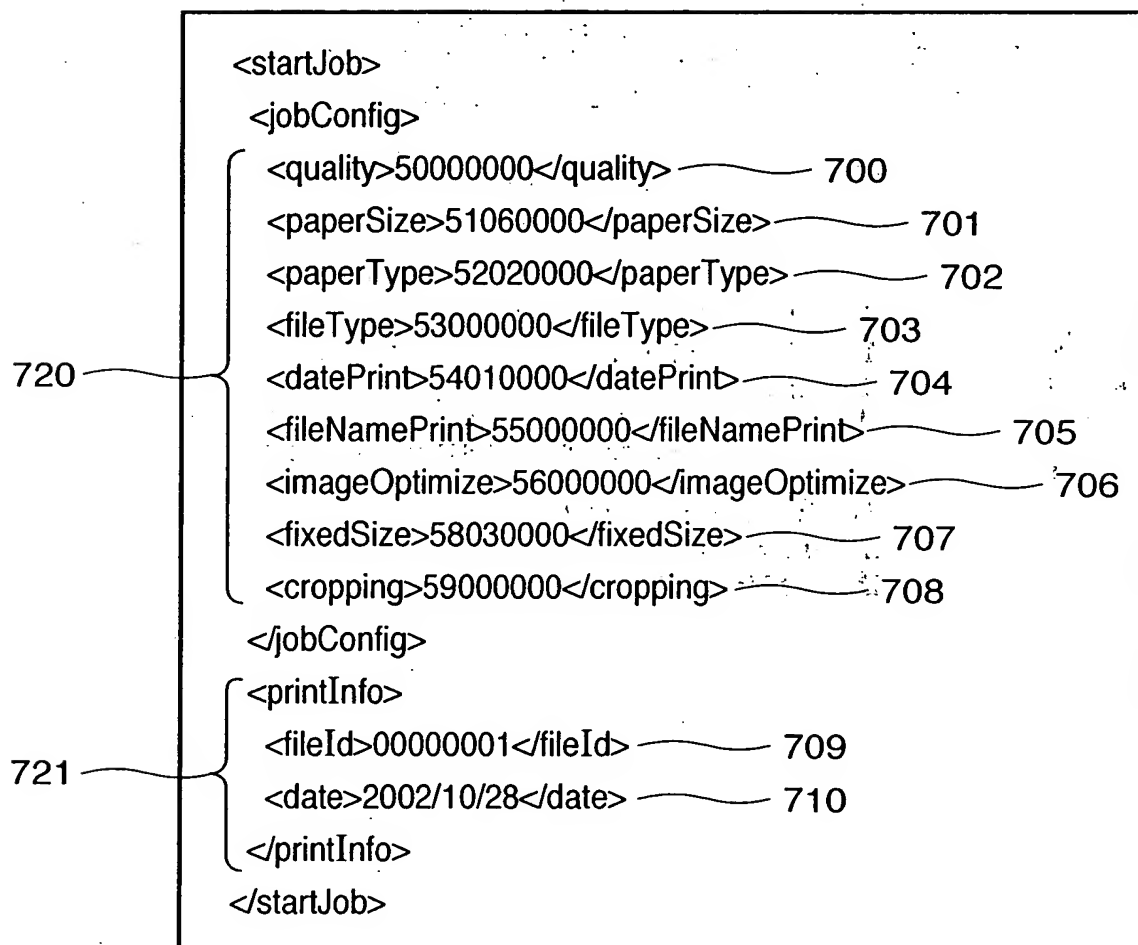 <startJob>
<jobConfig>
<quality>50000000</quality> 700
<paperSize>51060000</paperSize> 701
<paperType>52020000</paperType> 702
<fileType>53000000</fileType> 703
720
<datePrint>54010000</datePrint> 704
<fileNamePrint>55000000</fileNamePrint> 705
<imageOptimize>56000000</imageOptimize> 706
<fixedSize>58030000</fixedSize> 707
<cropping>59000000</cropping> 708
</jobConfig>
<printInfo>
<fileId>00000001</fileId> 709
721
<date>2002/10/28</date> 710
</printInfo>
</startJob>